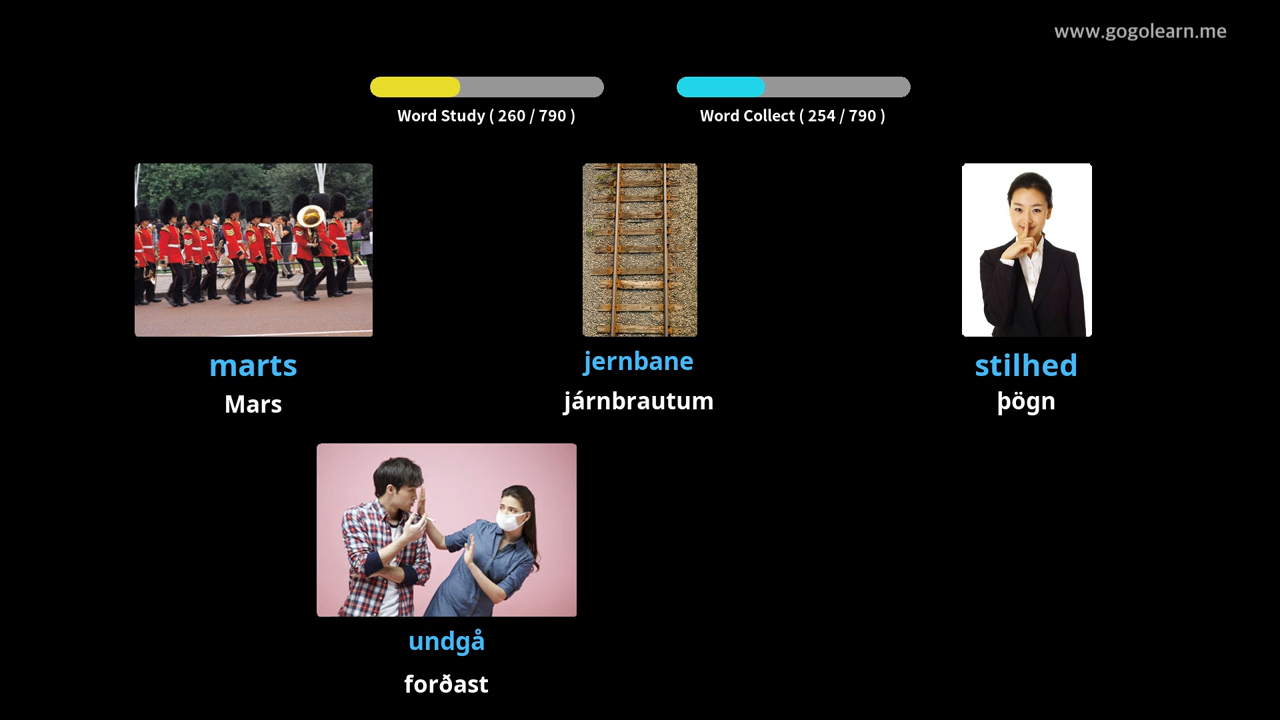 www.gogolearn.me
Word Study ( 260 / 790 )
Word Collect ( 254 / 790 )
marts
Mars
jernbane
járnbrautum
stilhed
þögn
undgå
forðast